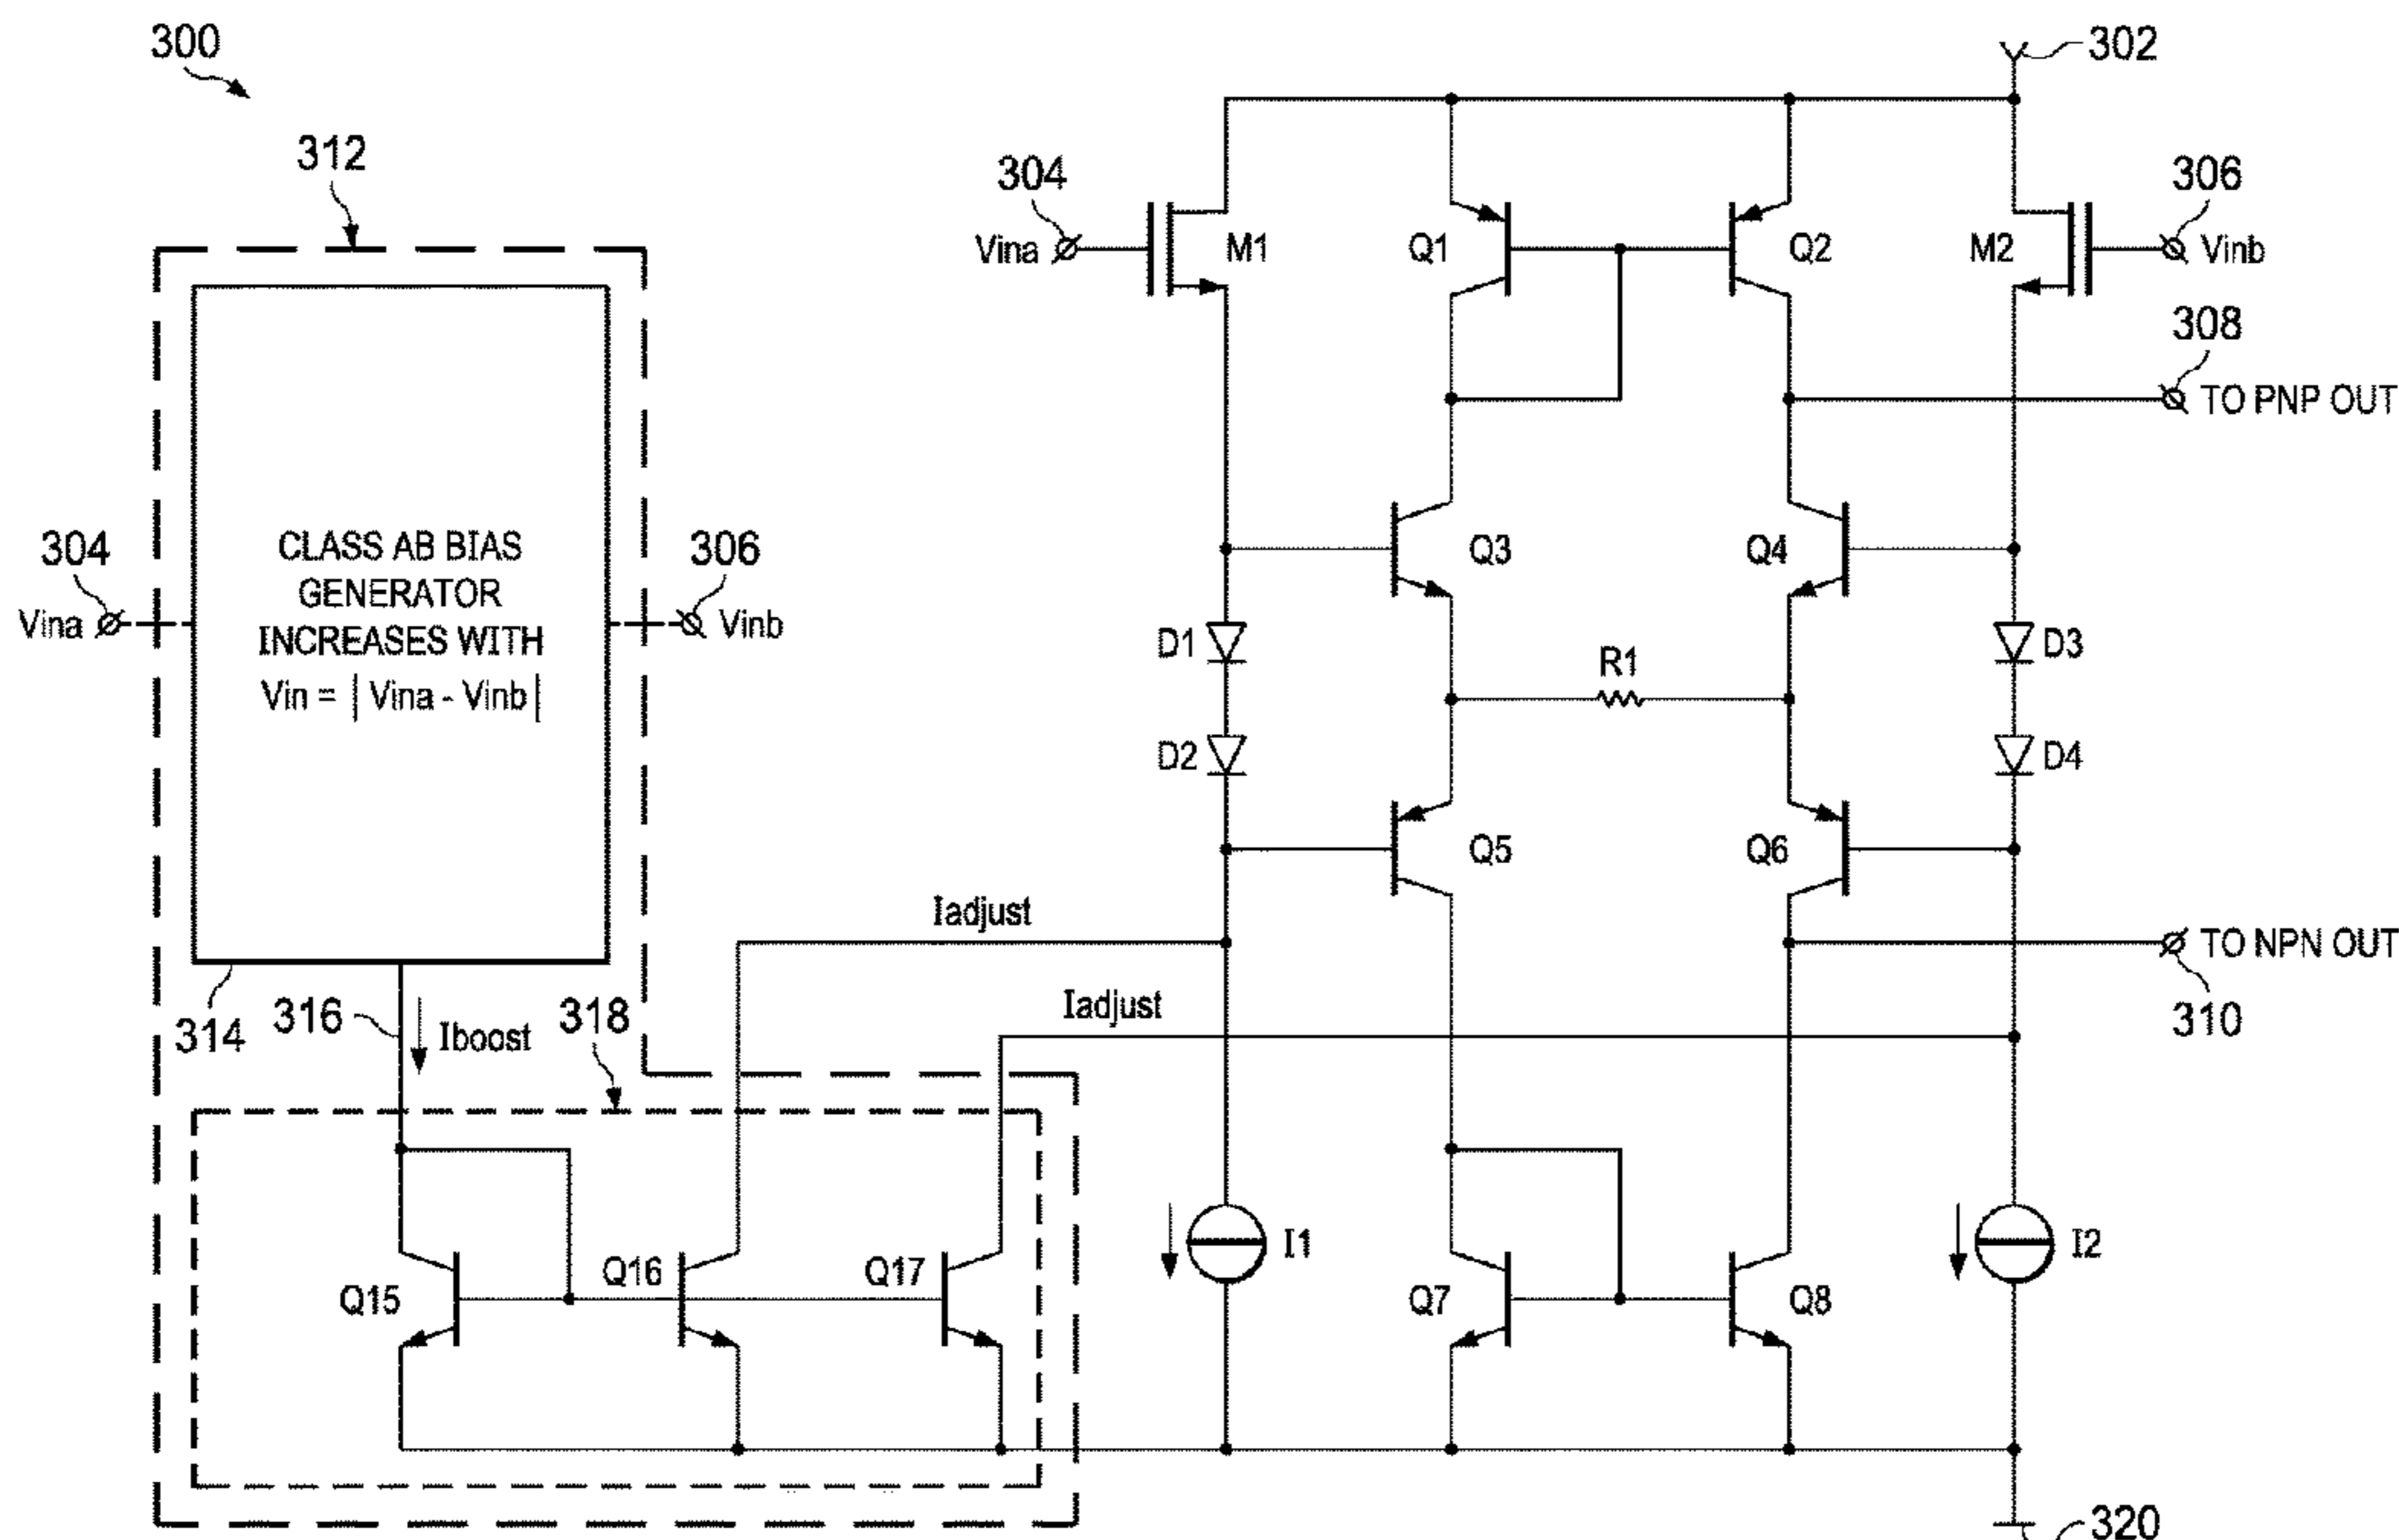 300
302
312
304
Vina
M1
Q1
Q2
M2
306
Vinb
308
TO PNP OUT
304
Vina
CLASS AB BIAS
GENERATOR
INCREASES WITH
Vin = | Vina - Vinb |
306
Vinb
Q3
Q4
D1
R1
D3
D2
D4
Q5
Q6
Iadjust
TO NPN OUT
310
314
316
Iboost
318
Iadjust
Q15
Q16
Q17
I1
Q7
Q8
I2
320